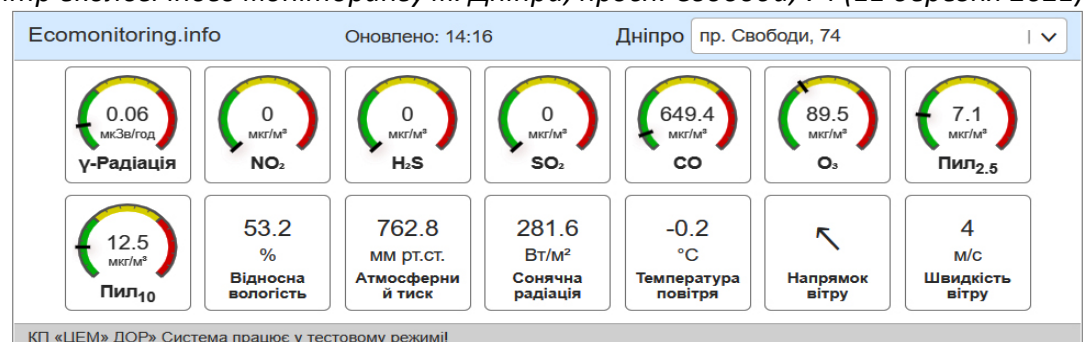 Ecomonitoring.info Оновлено: 14:16 Дніпро пр. Свободи, 74
0.06 мкЗв/год γ-Радіація
0 мкг/м³ NO₂
0 мкг/м³ H₂S
0 мкг/м³ SO₂
649.4 мкг/м³ CO
89.5 мкг/м³ O₃
7.1 мкг/м³ Пил2.5
12.5 мкг/м³ Пил10
53.2 % Відносна вологість
762.8 мм рт.ст. Атмосферни й тиск
281.6 Вт/м² Сонячна радіація
-0.2 °C Температура повітря
Напрямок вітру
4 м/с Швидкість вітру
КП «ЦЕМ» ДОР» Система працює у тестовому режимі!